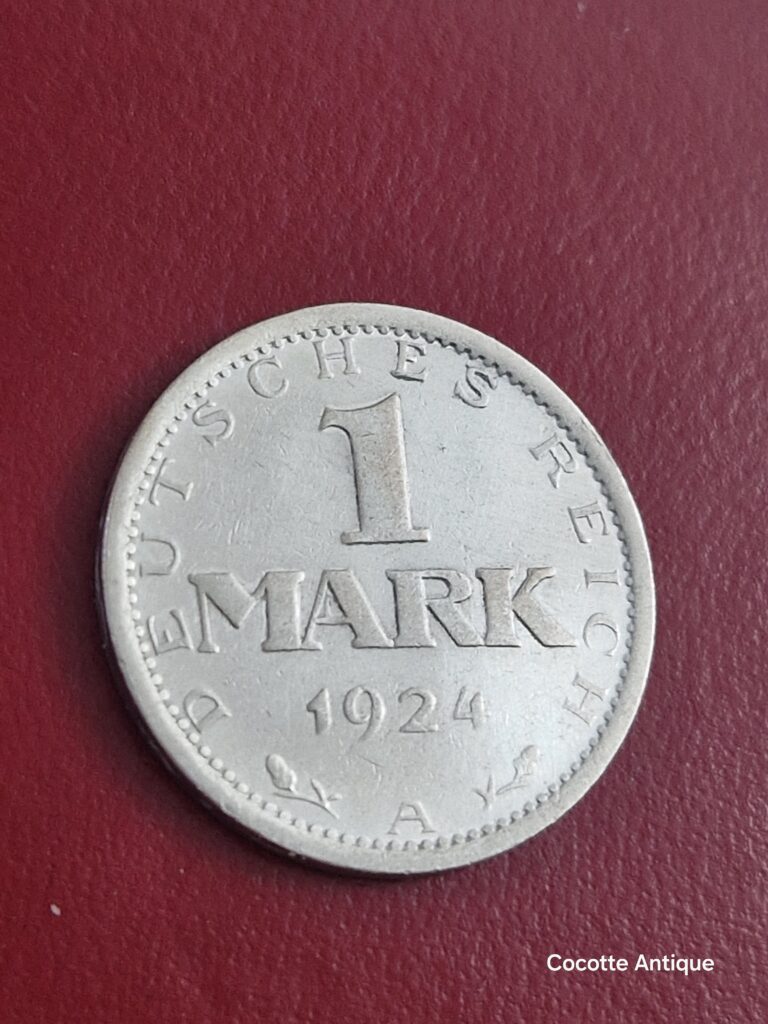 DEUTSCHES REICH
1
MARK
1924
A
Cocotte Antique